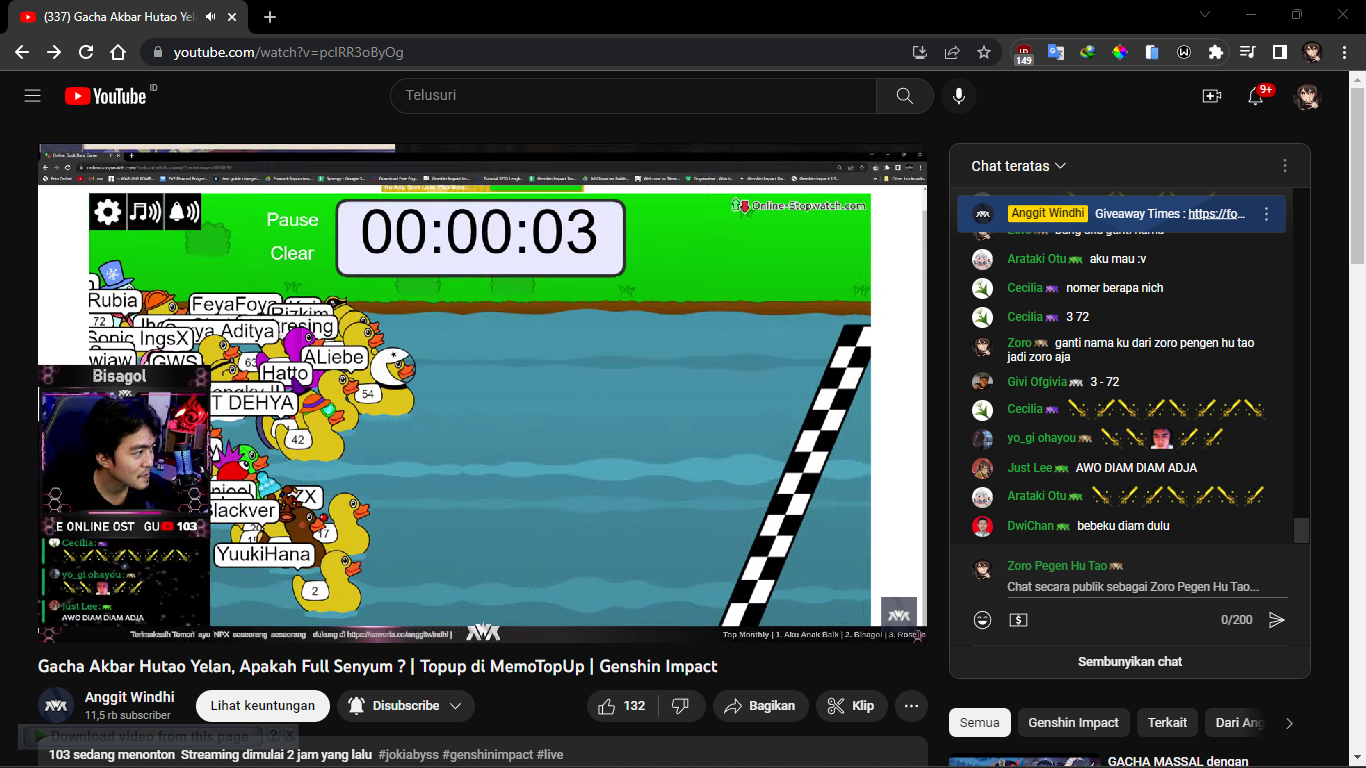 (337) Gacha Akbar Hutao Yel
youtube.com/watch?v=pcIRR3oByOg
149
YouTube ID
Telusuri
9+
Online-Stopwatch.com
Pause
Clear
00:00:03
Rubia
FeyaFoya
Rizkim
72
Aditya
Sonic IngsX
ALiebe
GWS
63
Hatto
54
T DEHYA
42
ZX
Blackver
17
YuukiHana
2
Bisagol
E ONLINE OST GU 103
Cecilia:
yo_gi ohayou:
Just Lee:
AWO DIAM DIAM ADJA
Top Monthly | 1. Aku Anak Baik | 2. Bisagol | 3. Roselle
Gacha Akbar Hutao Yelan, Apakah Full Senyum ? | Topup di MemoTopUp | Genshin Impact
Anggit Windhi
11,5 rb subscriber
Lihat keuntungan
Disubscribe
132
Bagikan
Klip
Download video from this page ? X
103 sedang menonton Streaming dimulai 2 jam yang lalu #jokiabyss #genshinimpact #live
Chat teratas
Anggit Windhi Giveaway Times : https://fo...
Zoro bang aku ganti nama
Arataki Otu aku mau :v
Cecilia nomer berapa nich
Cecilia 3 72
Zoro ganti nama ku dari zoro pengen hu tao
jadi zoro aja
Givi Ofgivia 3 - 72
Cecilia
yo_gi ohayou
Just Lee AWO DIAM DIAM ADJA
Arataki Otu
DwiChan bebeku diam dulu
Zoro Pegen Hu Tao
Chat secara publik sebagai Zoro Pegen Hu Tao...
0/200
Sembunyikan chat
Semua
Genshin Impact
Terkait
Dari Ang
GACHA MASSAL dengan